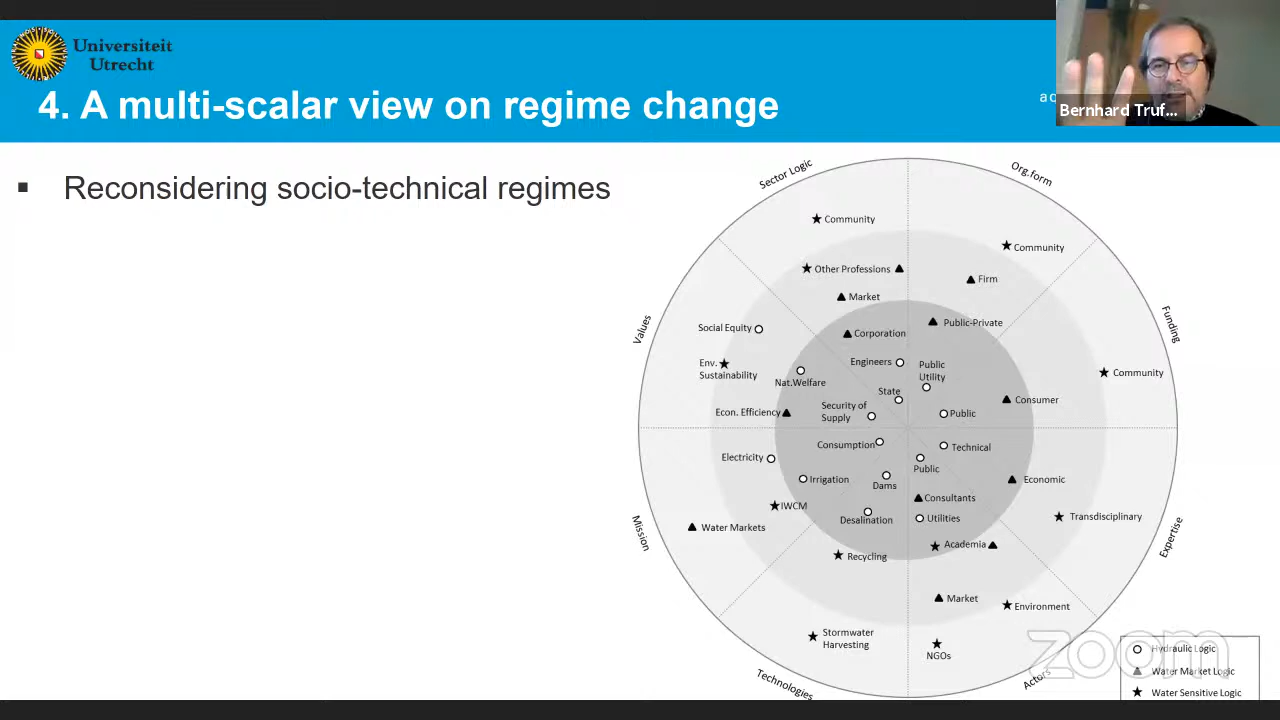 Universiteit
Utrecht
4. A multi-scalar view on regime change
Bernhard Truf...
▪ Reconsidering socio-technical regimes
Sector Logic
Org.form
Community
Community
Other Professions
Firm
Market
Public-Private
Funding
Values
Social Equity
Corporation
Env.
Sustainability
Engineers
Public
Utility
Community
Nat.Welfare
State
Consumer
Econ. Efficiency
Security of
Supply
Public
Consumption
Technical
Electricity
Public
Irrigation
Dams
Economic
IWCM
Consultants
Mission
Water Markets
Desalination
Utilities
Transdisciplinary
Expertise
Recycling
Academia
Market
Environment
Stormwater
Harvesting
NGOs
Technologies
Actors
zoom
Hydraulic Logic
Water Market Logic
Water Sensitive Logic